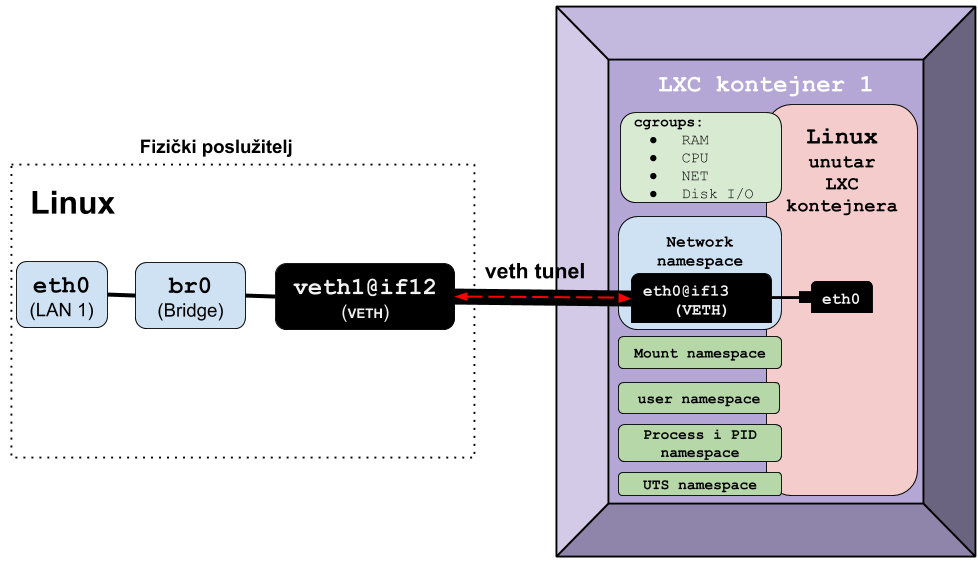 Fizički poslužitelj
Linux
eth0
(LAN 1)
br0
(Bridge)
veth1@if12
(VETH)
veth tunel
LXC kontejner 1
cgroups:
● RAM
● CPU
● NET
● Disk I/O
Linux
unutar
LXC
kontejnera
Network
namespace
eth0@if13
(VETH)
eth0
Mount namespace
user namespace
Process i PID
namespace
UTS namespace